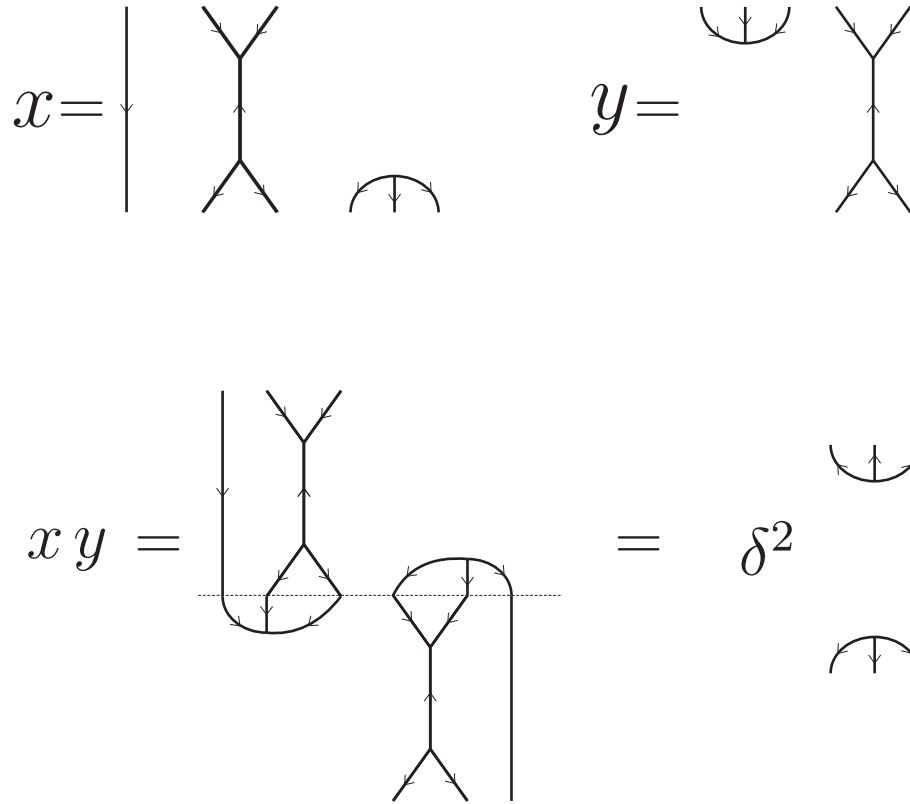 x = y =
x y = = δ²